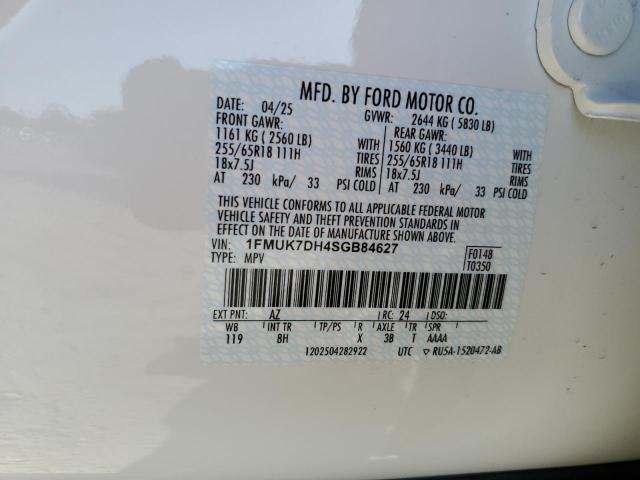 MFD. BY FORD MOTOR CO.
DATE: 04/25 GVWR: 2644 KG ( 5830 LB)
FRONT GAWR: REAR GAWR:
1161 KG ( 2560 LB) WITH 1560 KG ( 3440 LB) WITH
255/65R18 111H TIRES 255/65R18 111H TIRES
18x7.5J RIMS 18x7.5J RIMS
AT 230 kPa/ 33 PSI COLD AT 230 kPa/ 33 PSI COLD
THIS VEHICLE CONFORMS TO ALL APPLICABLE FEDERAL MOTOR
VEHICLE SAFETY AND THEFT PREVENTION STANDARDS IN
EFFECT ON THE DATE OF MANUFACTURE SHOWN ABOVE.
VIN: 1FMUK7DH4SGB84627 F0148
TYPE: MPV T0350
EXT PNT: AZ RC: 24 DSO:
WB INT TR TP/PS R AXLE TR SPR
119 8H X 3B T AAAA
1202504282922 UTC ▽ RU5A-1520472-AB